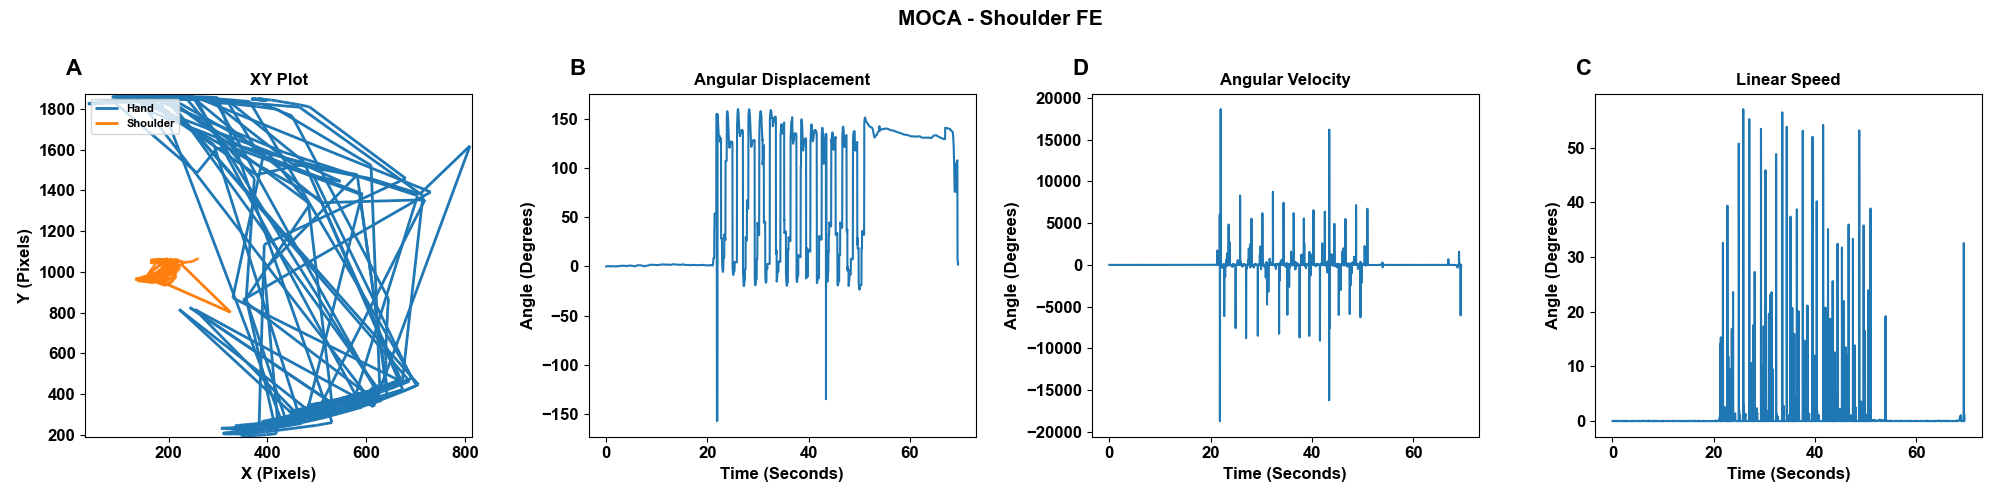 MOCA - Shoulder FE
A
XY Plot
Hand
Shoulder
1800
1600
1400
1200
1000
800
600
400
200
Y (Pixels)
200 400 600 800
X (Pixels)
B
Angular Displacement
150
100
50
0
−50
−100
−150
Angle (Degrees)
0 20 40 60
Time (Seconds)
D
Angular Velocity
20000
15000
10000
5000
0
−5000
−10000
−15000
−20000
Angle (Degrees)
0 20 40 60
Time (Seconds)
C
Linear Speed
50
40
30
20
10
0
Angle (Degrees)
0 20 40 60
Time (Seconds)